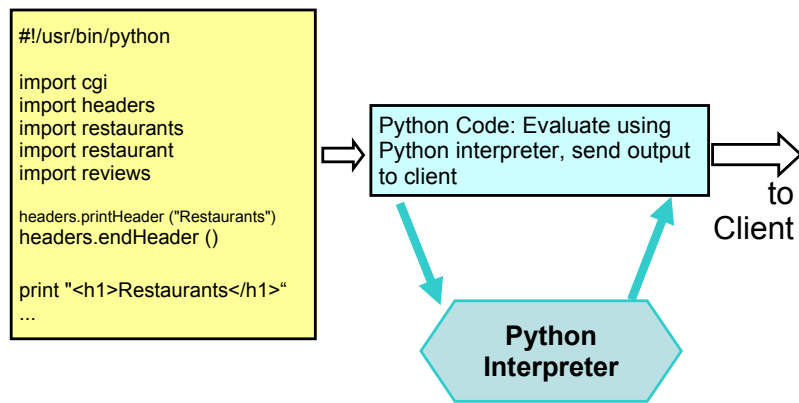 #!/usr/bin/python
import cgi
import headers
import restaurants
import restaurant
import reviews
headers.printHeader ("Restaurants")
headers.endHeader ()
print "<h1>Restaurants</h1>“
...
Python Code: Evaluate using
Python interpreter, send output
to client
to
Client
Python
Interpreter